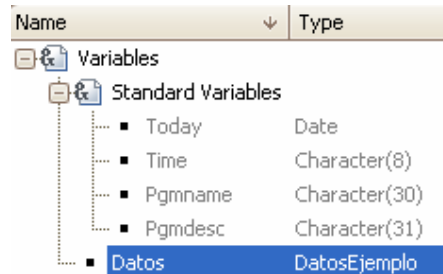 Name Type
Variables
Standard Variables
Today Date
Time Character(8)
Pgmname Character(30)
Pgmdesc Character(31)
Datos DatosEjemplo